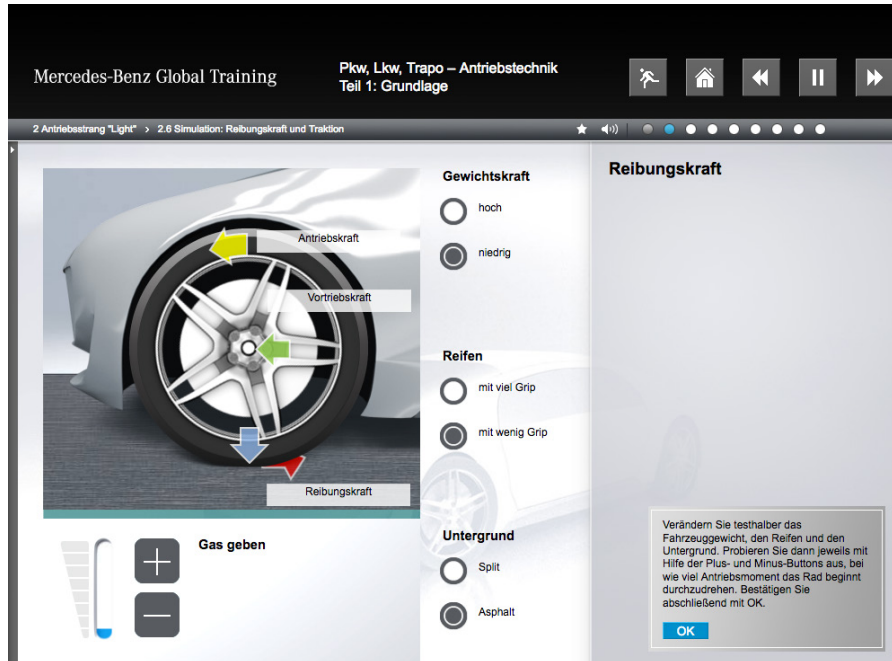 Mercedes-Benz Global Training
Pkw, Lkw, Trapo – Antriebstechnik
Teil 1: Grundlage
2 Antriebsstrang "Light" > 2.6 Simulation: Reibungskraft und Traktion
Antriebskraft
Vortriebskraft
Reibungskraft
Gas geben
Gewichtskraft
hoch
niedrig
Reifen
mit viel Grip
mit wenig Grip
Untergrund
Split
Asphalt
Reibungskraft
Verändern Sie testhalber das
Fahrzeuggewicht, den Reifen und den
Untergrund. Probieren Sie dann jeweils mit
Hilfe der Plus- und Minus-Buttons aus, bei
wie viel Antriebsmoment das Rad beginnt
durchzudrehen. Bestätigen Sie
abschließend mit OK.
OK